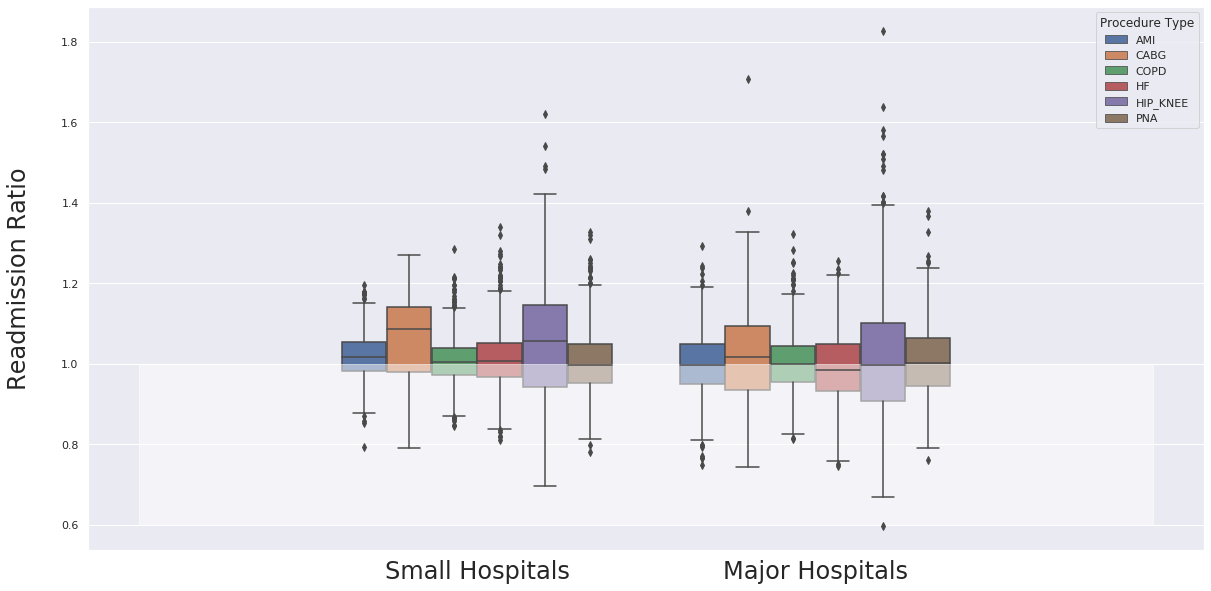 Readmission Ratio
1.8
1.6
1.4
1.2
1.0
0.8
0.6
Procedure Type
AMI
CABG
COPD
HF
HIP_KNEE
PNA
Small Hospitals
Major Hospitals